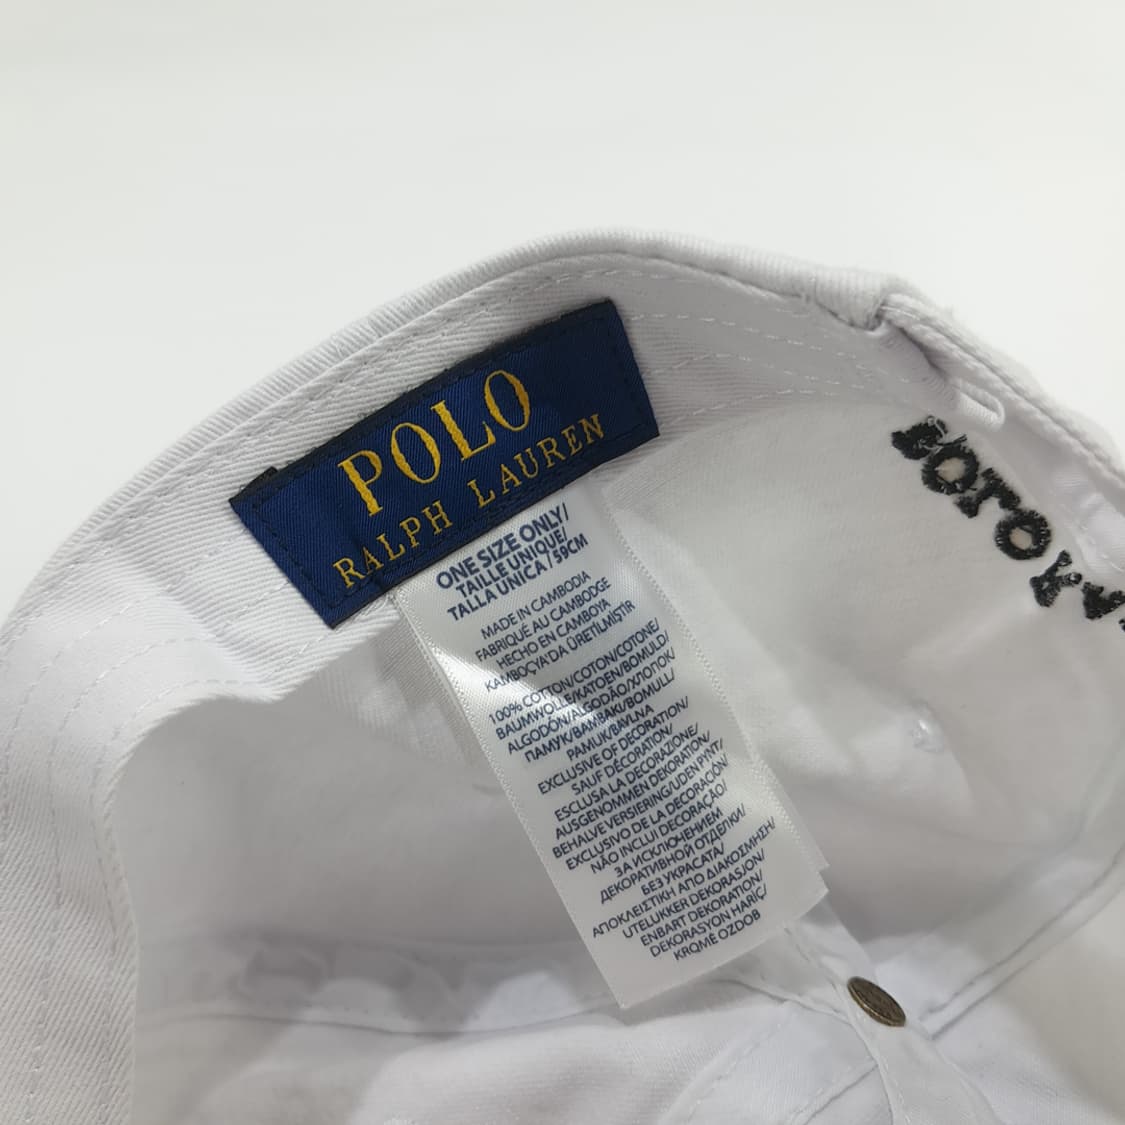 POLO
RALPH LAUREN
ONE SIZE ONLY/
TAILLE UNIQUE/
TALLA UNICA / 59CM
MADE IN CAMBODIA
FABRIQUÉ AU CAMBODGE
HECHO EN CAMBOYA
KAMBOÇYA'DA ÜRETILMIŞTIR
100% COTTON/COTON/COTONE/
BAUMWOLLE/KATOEN/BOMULD/
ALGODÓN/ALGODÃO/ХЛОПОК/
ПАМУК/ΒΑΜΒΑΚΙ/BOMULL/
PAMUK/BAVLNA
EXCLUSIVE OF DECORATION/
SAUF DÉCORATION/
ESCLUSA LA DECORAZIONE/
AUSGENOMMEN DEKORATION/
BEHALVE VERSIERING/UDEN PYNT/
EXCLUSIVO DE LA DECORACIÓN/
NÃO INCLUI DECORAÇÃO/
ЗА ИСКЛЮЧЕНИЕМ
ДЕКОРАТИВНОЙ ОТДЕЛКИ/
БЕЗ УКРАСАТА/
ΑΠΟΚΛΕΙΣΤΙΚΗ ΑΠΟ ΔΙΑΚΟΣΜΗΣΗ/
UTELUKKER DEKORASJON/
ENBART DEKORATION/
DEKORASYON HARİÇ/
KROMĚ OZDOB